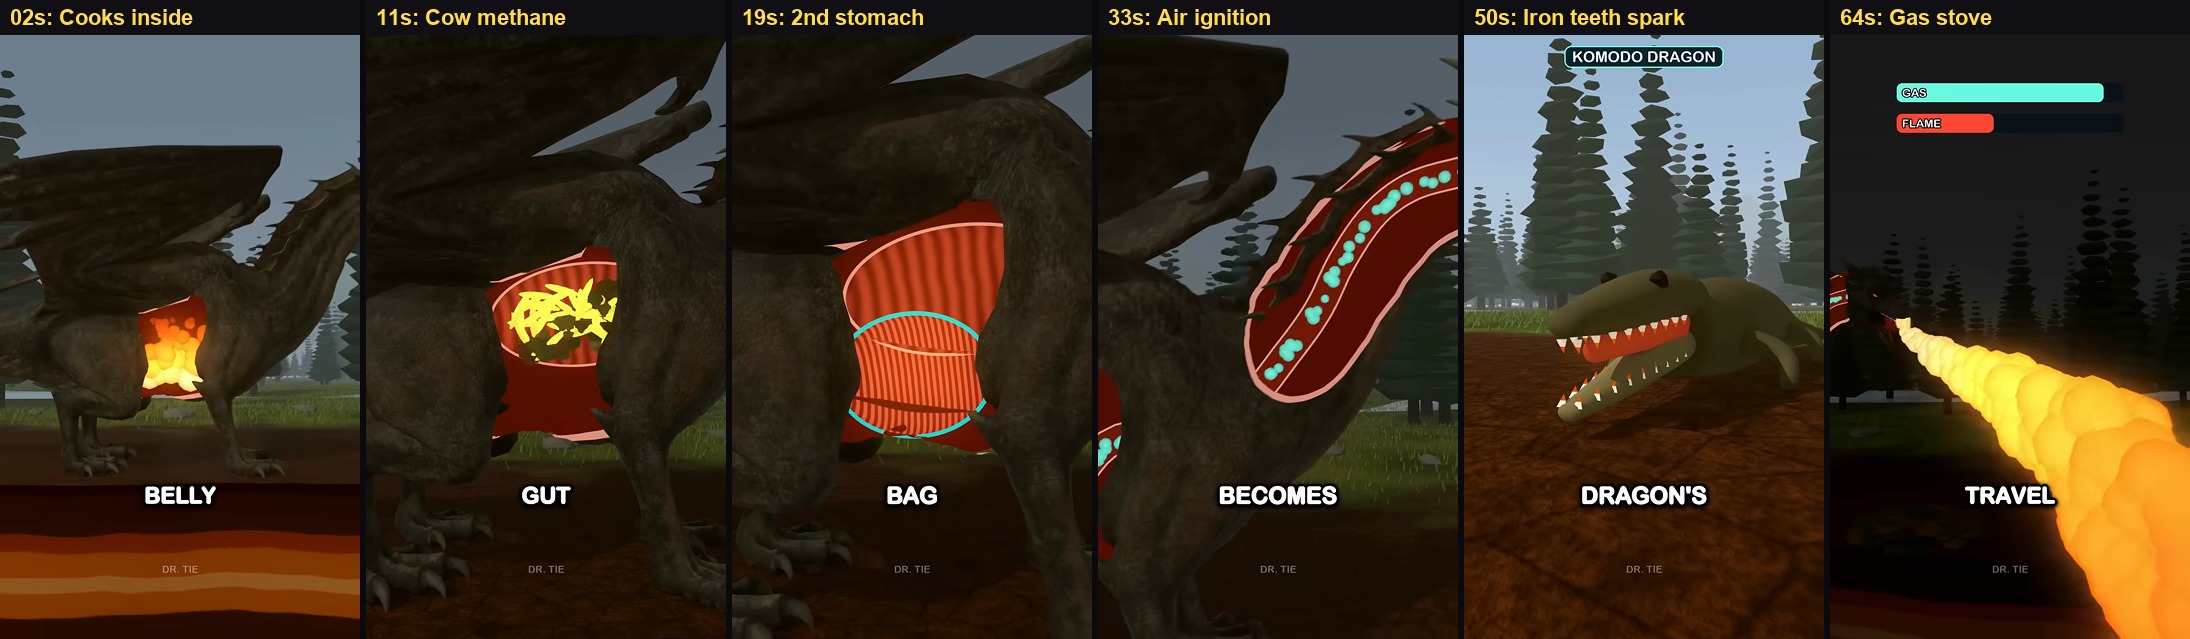 02s: Cooks inside
BELLY
DR. TIE
11s: Cow methane
GUT
DR. TIE
19s: 2nd stomach
BAG
DR. TIE
33s: Air ignition
BECOMES
DR. TIE
50s: Iron teeth spark
KOMODO DRAGON
DRAGON'S
DR. TIE
64s: Gas stove
GAS
FLAME
TRAVEL
DR. TIE